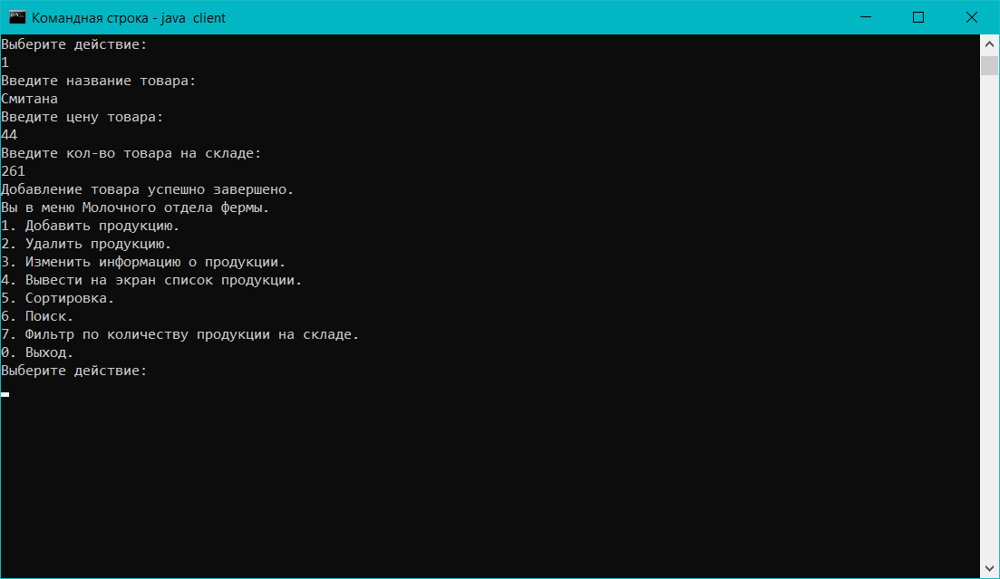 Командная строка - java client
Выберите действие:
1
Введите название товара:
Смитана
Введите цену товара:
44
Введите кол-во товара на складе:
261
Добавление товара успешно завершено.
Вы в меню Молочного отдела фермы.
1. Добавить продукцию.
2. Удалить продукцию.
3. Изменить информацию о продукции.
4. Вывести на экран список продукции.
5. Сортировка.
6. Поиск.
7. Фильтр по количеству продукции на складе.
0. Выход.
Выберите действие: